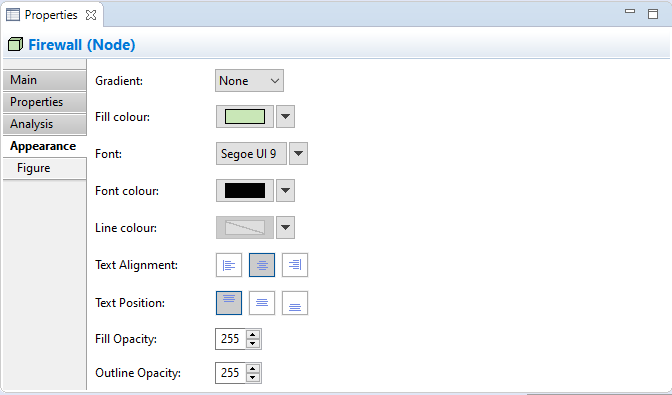 Properties
Firewall (Node)
Main
Properties
Analysis
Appearance
Figure
Gradient: None
Fill colour:
Font: Segoe UI 9
Font colour:
Line colour:
Text Alignment:
Text Position:
Fill Opacity: 255
Outline Opacity: 255